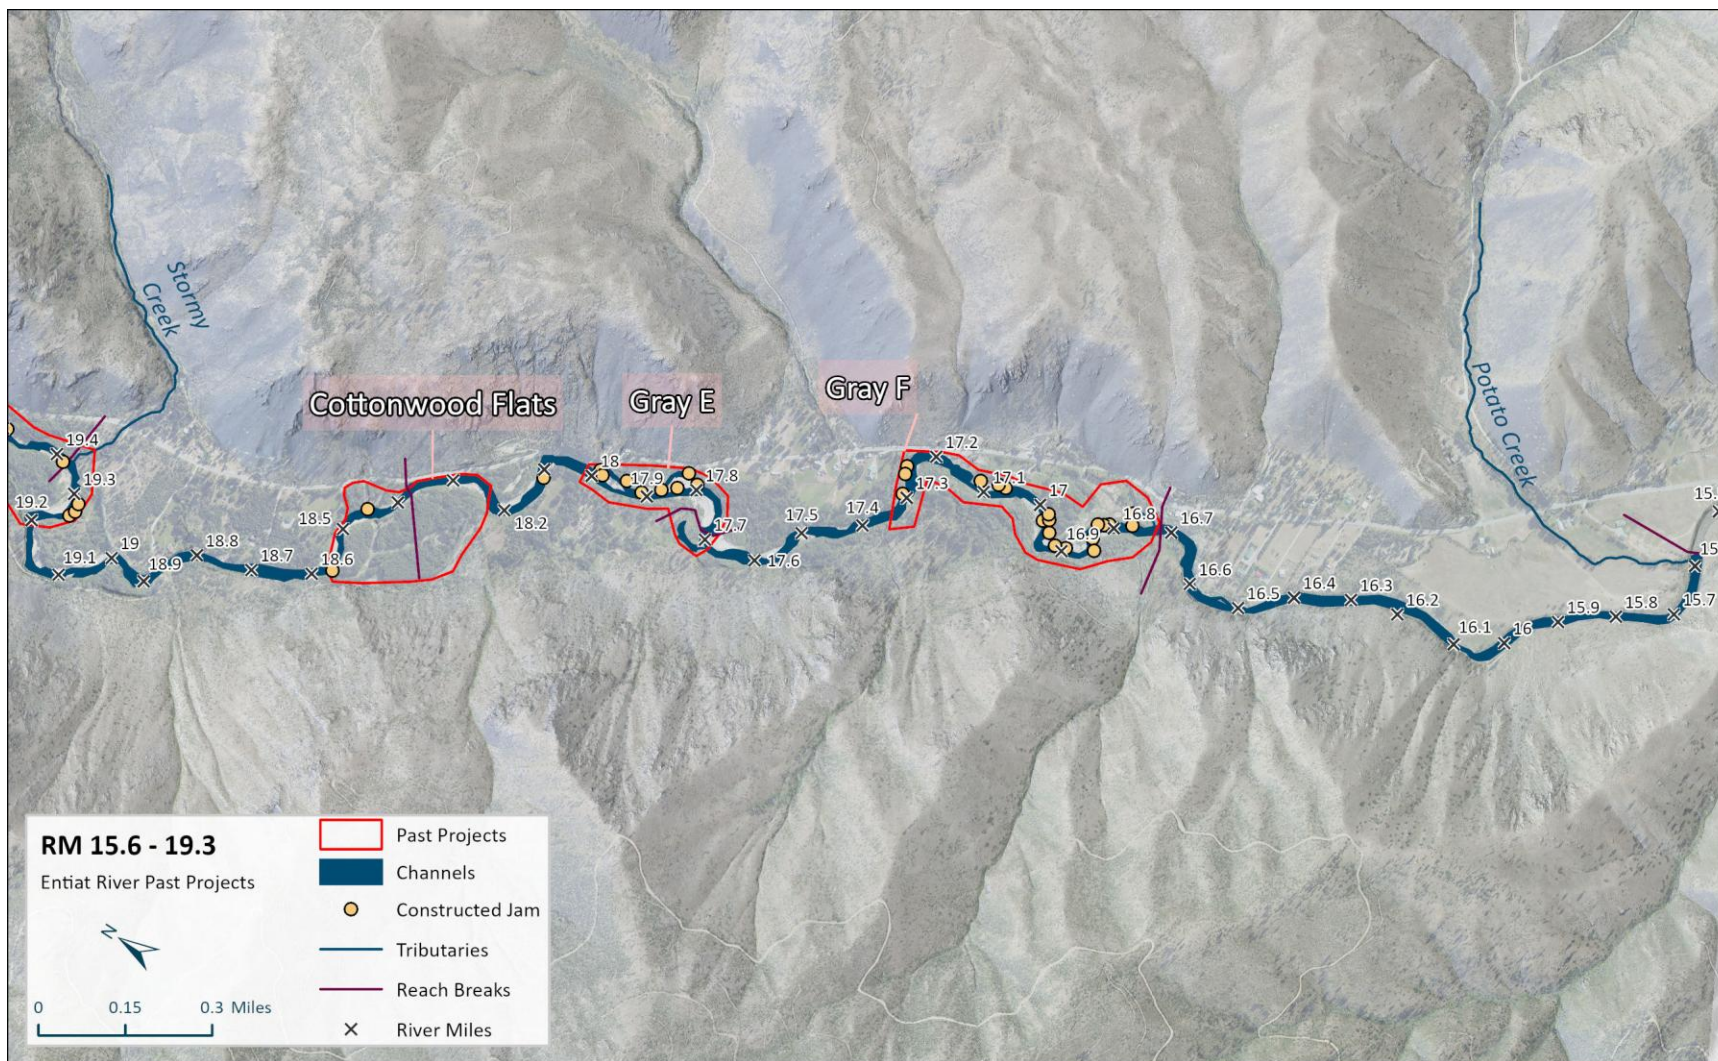 Stormy
Creek
Cottonwood Flats
Gray E
Gray F
Potato Creek
19.4
19.3
19.2
19.1
19
18.9
18.8
18.7
18.6
18.5
18.2
18
17.9
17.8
17.7
17.6
17.5
17.4
17.3
17.2
17.1
17
16.9
16.8
16.7
16.6
16.5
16.4
16.3
16.2
16.1
16
15.9
15.8
15.7
RM 15.6 - 19.3
Entiat River Past Projects
N
0 0.15 0.3 Miles
Past Projects
Channels
Constructed Jam
Tributaries
Reach Breaks
River Miles